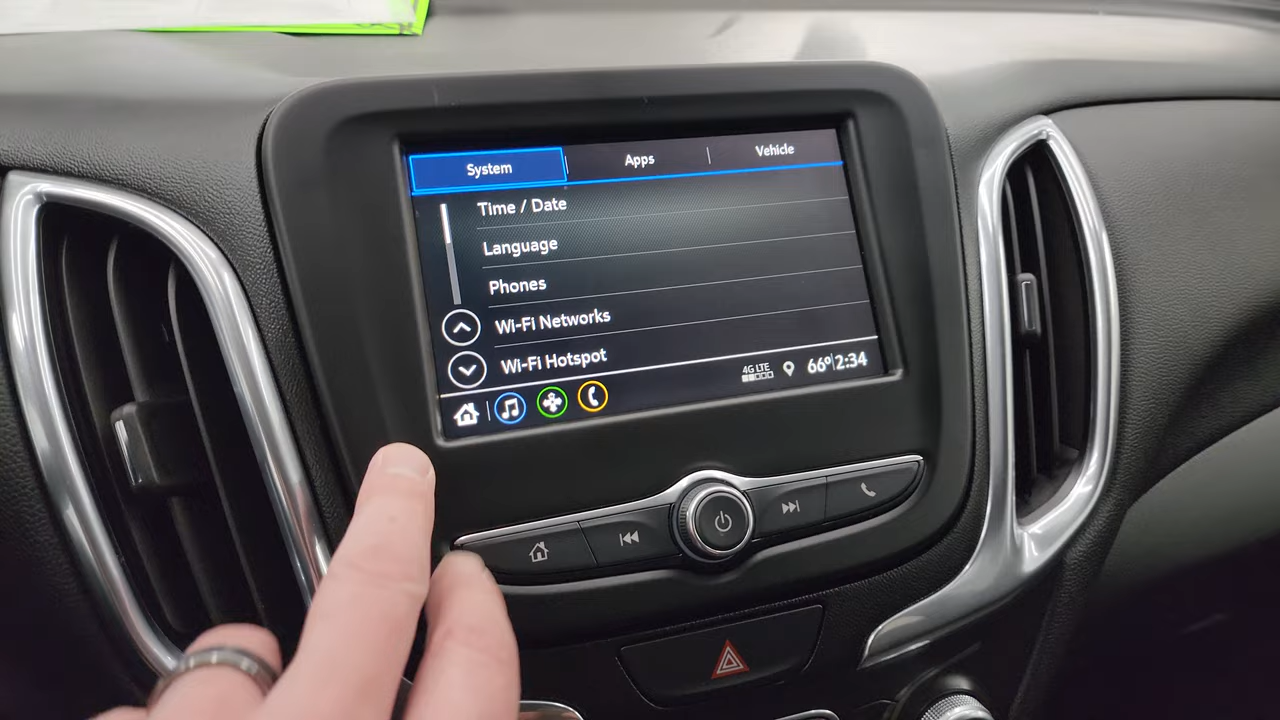 System
Apps
Vehicle
Time / Date
Language
Phones
Wi-Fi Networks
Wi-Fi Hotspot
4G LTE
66° 2:34